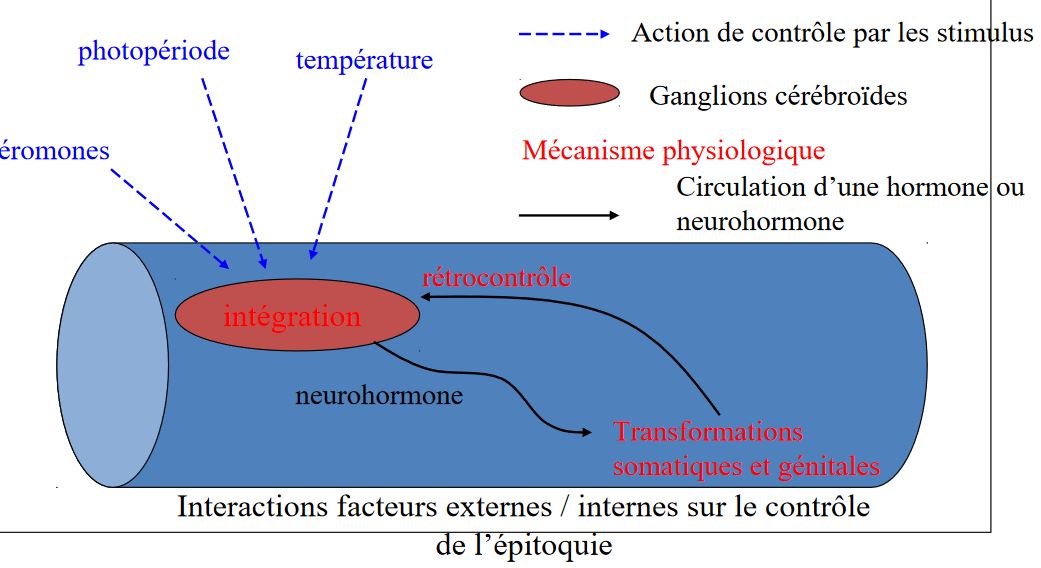 photopériode
température
éromones
Action de contrôle par les stimulus
Ganglions cérébroïdes
Mécanisme physiologique
Circulation d’une hormone ou
neurohormone
rétrocontrôle
intégration
neurohormone
Transformations
somatiques et génitales
Interactions facteurs externes / internes sur le contrôle
de l’épitoquie